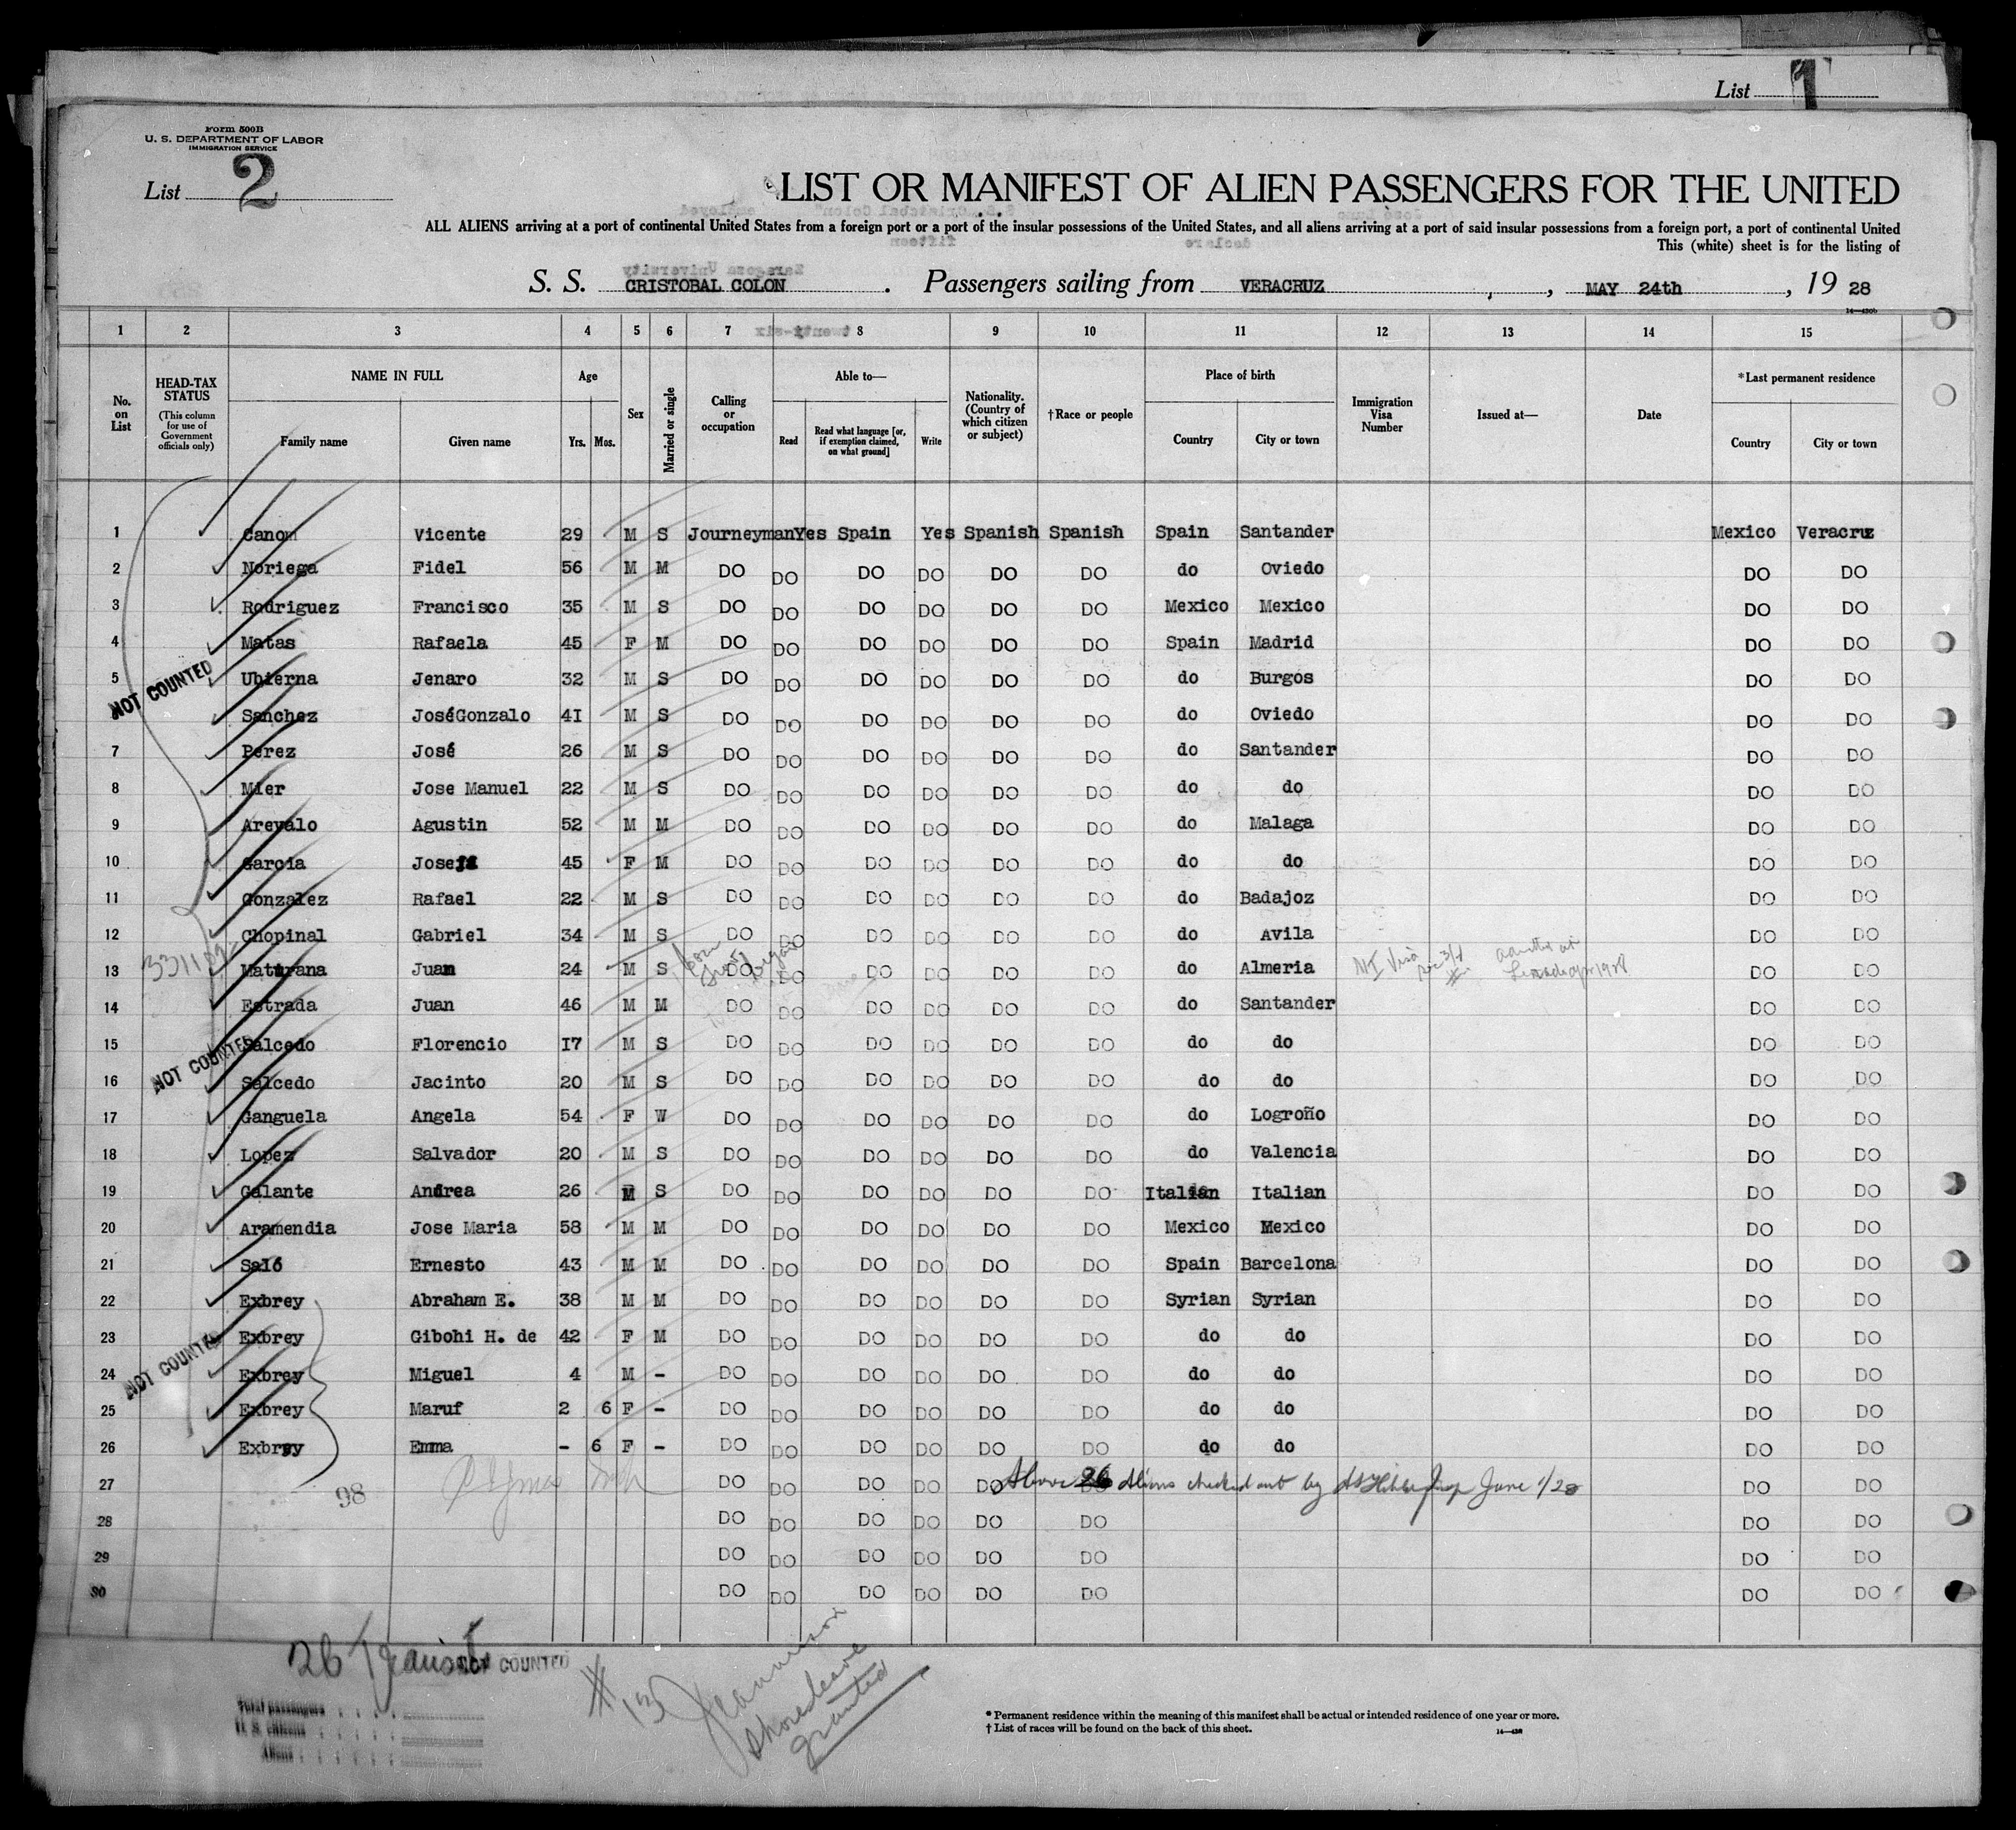 List 1
Form 500B
U. S. DEPARTMENT OF LABOR
IMMIGRATION SERVICE
List 2
LIST OR MANIFEST OF ALIEN PASSENGERS FOR THE UNITED
ALL ALIENS arriving at a port of continental United States from a foreign port or a port of the insular possessions of the United States, and all aliens arriving at a port of said insular possessions from a foreign port, a port of continental United
This (white) sheet is for the listing of
S. S. CRISTOBAL COLON. Passengers sailing from VERACRUZ, MAY 24th, 19 28
14—430b
1 2 3 4 5 6 7 8 9 10 11 12 13 14 15
No. on List
HEAD-TAX STATUS (This column for use of Government officials only)
NAME IN FULL
Family name Given name
Age
Yrs. Mos.
Sex
Married or single
Calling or occupation
Able to—
Read Read what language [or, if exemption claimed, on what ground] Write
Nationality. (Country of which citizen or subject)
†Race or people
Place of birth
Country City or town
Immigration Visa Number
Issued at—
Date
*Last permanent residence
Country City or town
1 Canom Vicente 29 M S Journeyman Yes Spain Yes Spanish Spanish Spain Santander Mexico Veracruz
2 Noriega Fidel 56 M M DO DO DO DO DO DO do Oviedo DO DO
3 Rodriguez Francisco 35 M S DO DO DO DO DO DO Mexico Mexico DO DO
4 Matas Rafaela 45 F M DO DO DO DO DO DO Spain Madrid DO DO
5 Ubierna Jenaro 32 M S DO DO DO DO DO DO do Burgos DO DO
NOT COUNTED
Sanchez JoséGonzalo 4I M S DO DO DO DO DO DO do Oviedo DO DO
7 Perez José 26 M S DO DO DO DO DO DO do Santander DO DO
8 Mier Jose Manuel 22 M S DO DO DO DO DO DO do do DO DO
9 Arevalo Agustin 52 M M DO DO DO DO DO DO do Malaga DO DO
10 Garcia Josefa 45 F M DO DO DO DO DO DO do do DO DO
11 Gonzalez Rafael 22 M S DO DO DO DO DO DO do Badajoz DO DO
12 Chopinal Gabriel 34 M S DO DO DO DO DO DO do Avila DO DO
13 Maturana Juan 24 M S DO DO DO DO DO DO do Almeria NI Visa DO DO
14 Estrada Juan 46 M M DO DO DO DO DO DO do Santander DO DO
15 Salcedo Florencio I7 M S DO DO DO DO DO DO do do DO DO
NOT COUNTED
16 Salcedo Jacinto 20 M S DO DO DO DO DO DO do do DO DO
17 Ganguela Angela 54 F W DO DO DO DO DO DO do Logroño DO DO
18 Lopez Salvador 20 M S DO DO DO DO DO DO do Valencia DO DO
19 Galante Andrea 26 M S DO DO DO DO DO DO Italian Italian DO DO
20 Aramendia Jose Maria 58 M M DO DO DO DO DO DO Mexico Mexico DO DO
21 Saló Ernesto 43 M M DO DO DO DO DO DO Spain Barcelona DO DO
22 Exbrey Abraham E. 38 M M DO DO DO DO DO DO Syrian Syrian DO DO
23 Exbrey Gibohi H. de 42 F M DO DO DO DO DO DO do do DO DO
NOT COUNTED
24 Exbrey Miguel 4 M - DO DO DO DO DO DO do do DO DO
25 Exbrey Maruf 2 6 F - DO DO DO DO DO DO do do DO DO
26 Exbrey Emma - 6 F - DO DO DO DO DO DO do do DO DO
27 98 DO DO DO DO DO DO Above 26 Aliens checked out by June 1/28 DO DO
28 DO DO DO DO DO DO DO DO
29 DO DO DO DO DO DO DO DO
30 DO DO DO DO DO DO DO DO
26 Transit NOT COUNTED
# 13
shoreleave
granted
Total passengers
U. S. citizens
Aliens
* Permanent residence within the meaning of this manifest shall be actual or intended residence of one year or more.
† List of races will be found on the back of this sheet.